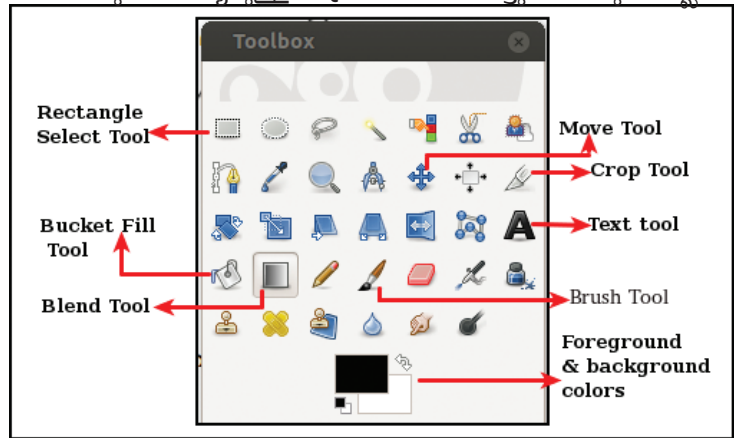 Toolbox
Rectangle
Select Tool
Move Tool
Crop Tool
Bucket Fill
Tool
Text tool
Blend Tool
Brush Tool
Foreground
& background
colors